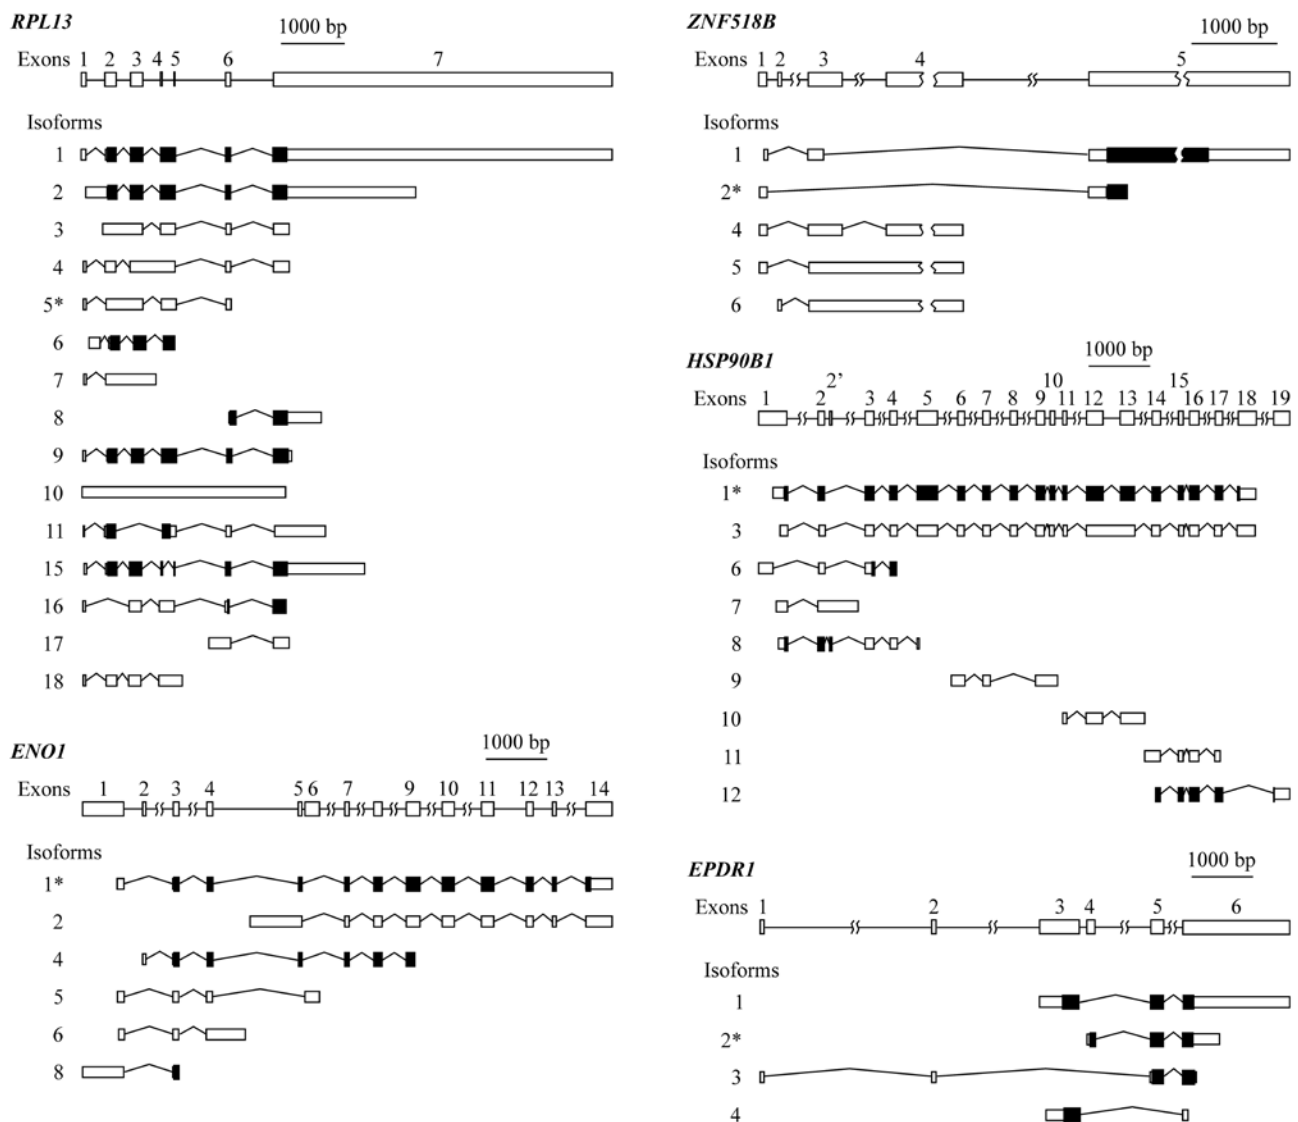 RPL13
1000 bp
Exons 1 2 3 4 5 6 7
Isoforms
1
2
3
4
5*
6
7
8
9
10
11
15
16
17
18
ENO1
1000 bp
Exons 1 2 3 4 5 6 7 9 10 11 12 13 14
Isoforms
1*
2
4
5
6
8
ZNF518B
1000 bp
Exons 1 2 3 4 5
Isoforms
1
2*
4
5
6
HSP90B1
1000 bp
2’ 10 15
Exons 1 2 3 4 5 6 7 8 9 11 12 13 14 16 17 18 19
Isoforms
1*
3
6
7
8
9
10
11
12
EPDR1
1000 bp
Exons 1 2 3 4 5 6
Isoforms
1
2*
3
4